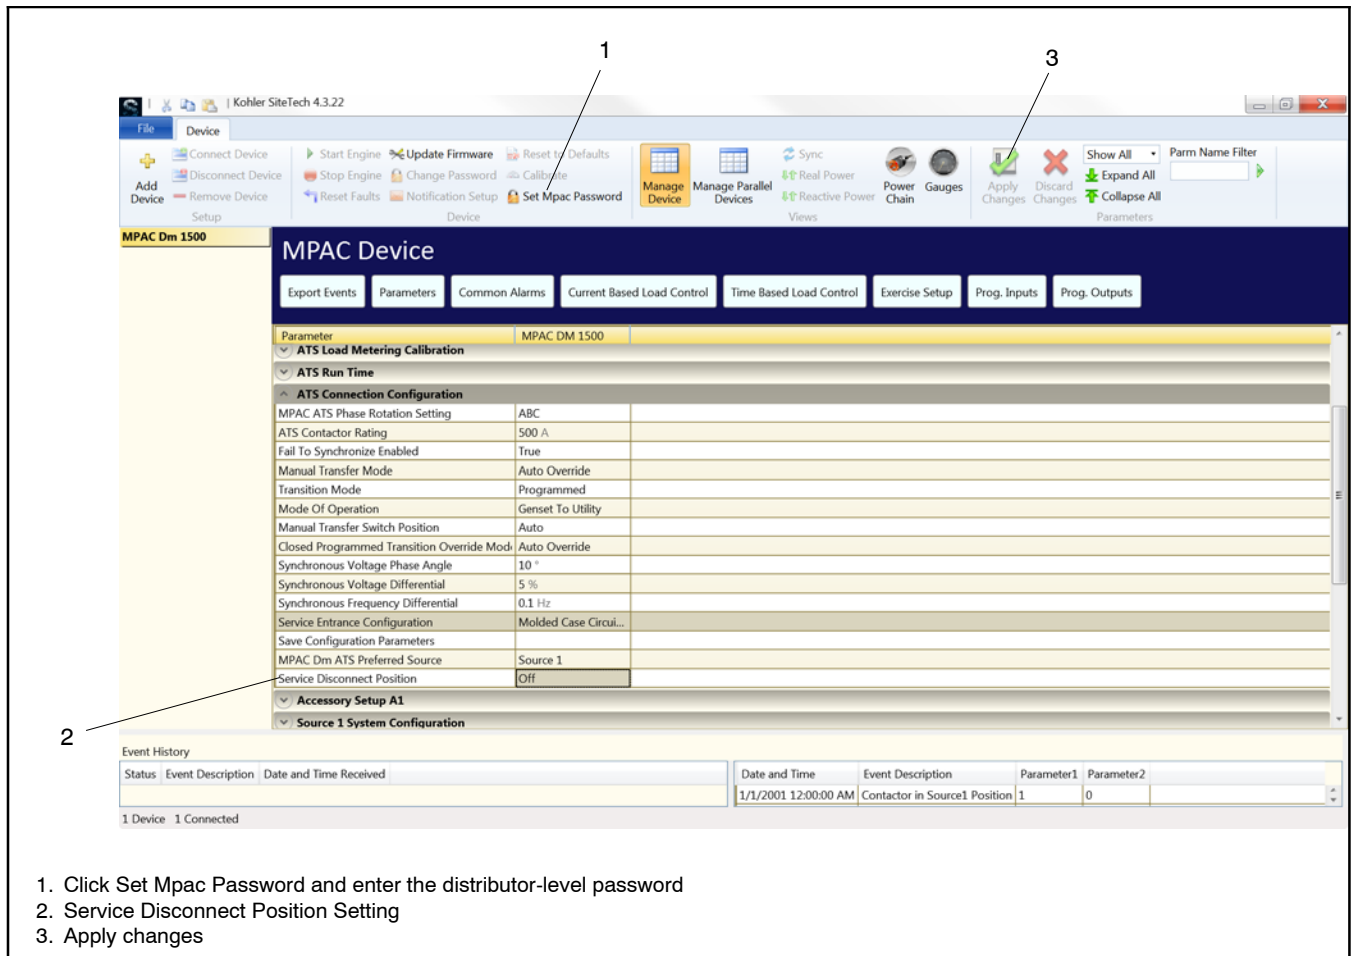 1
3
Kohler SiteTech 4.3.22
File Device
Connect Device Start Engine Update Firmware Reset to Defaults Sync Show All Parm Name Filter
Disconnect Device Stop Engine Change Password Calibrate Real Power Expand All
Add Device Remove Device Reset Faults Notification Setup Set Mpac Password Manage Device Manage Parallel Devices Reactive Power Power Chain Gauges Apply Changes Discard Changes Collapse All
Setup Device Views Parameters
MPAC Dm 1500
MPAC Device
Export Events Parameters Common Alarms Current Based Load Control Time Based Load Control Exercise Setup Prog. Inputs Prog. Outputs
Parameter MPAC DM 1500
ATS Load Metering Calibration
ATS Run Time
ATS Connection Configuration
MPAC ATS Phase Rotation Setting ABC
ATS Contactor Rating 500 A
Fail To Synchronize Enabled True
Manual Transfer Mode Auto Override
Transition Mode Programmed
Mode Of Operation Genset To Utility
Manual Transfer Switch Position Auto
Closed Programmed Transition Override Mod Auto Override
Synchronous Voltage Phase Angle 10 °
Synchronous Voltage Differential 5 %
Synchronous Frequency Differential 0.1 Hz
Service Entrance Configuration Molded Case Circui...
Save Configuration Parameters
MPAC Dm ATS Preferred Source Source 1
Service Disconnect Position Off
Accessory Setup A1
Source 1 System Configuration
2
Event History
Status Event Description Date and Time Received Date and Time Event Description Parameter1 Parameter2
1/1/2001 12:00:00 AM Contactor in Source1 Position 1 0
1 Device 1 Connected
1. Click Set Mpac Password and enter the distributor-level password
2. Service Disconnect Position Setting
3. Apply changes